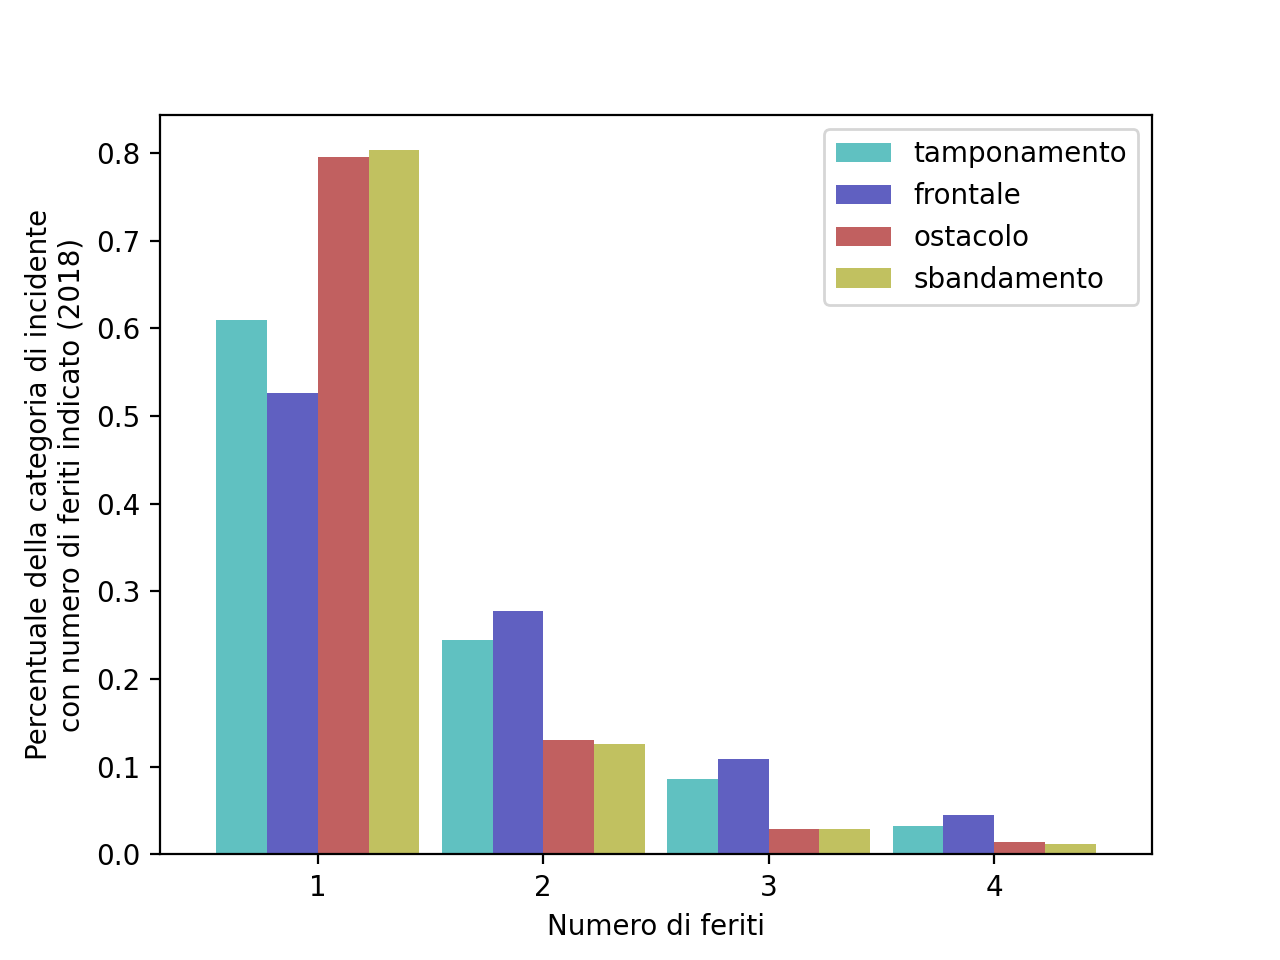 Percentuale della categoria di incidente
con numero di feriti indicato (2018)
0.8
0.7
0.6
0.5
0.4
0.3
0.2
0.1
0.0
tamponamento
frontale
ostacolo
sbandamento
1 2 3 4
Numero di feriti